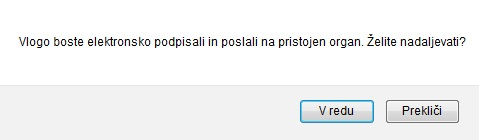 Vlogo boste elektronsko podpisali in poslali na pristojen organ. Želite nadaljevati?
V redu
Prekliči